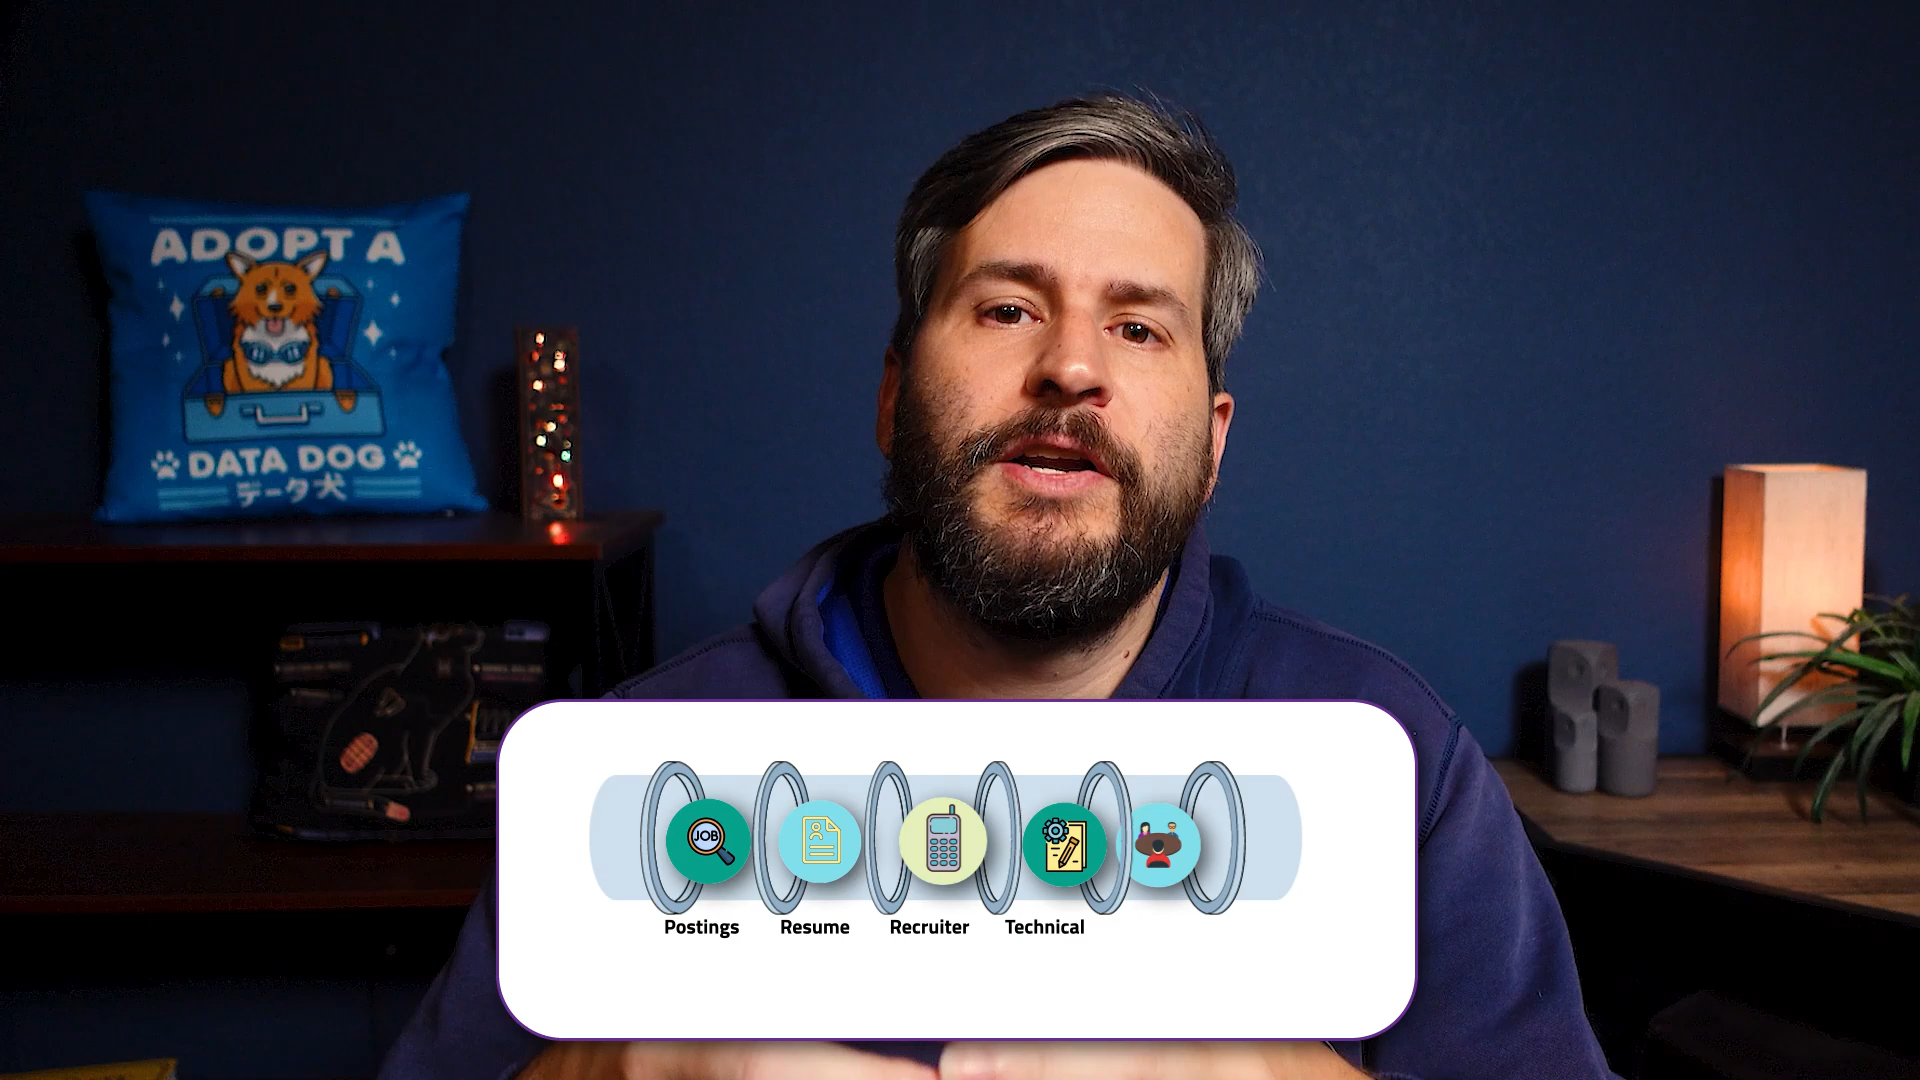 ADOPT A
DATA DOG
データ犬
JOB
Postings
Resume
Recruiter
Technical